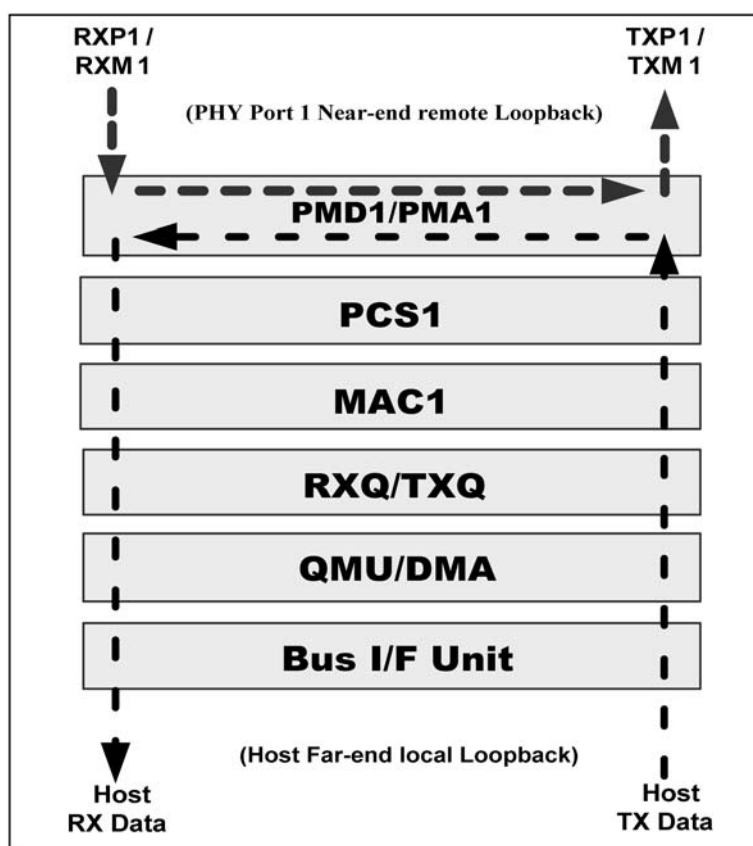 RXP1 /
RXM 1
TXP1 /
TXM 1
(PHY Port 1 Near-end remote Loopback)
PMD1/PMA1
PCS1
MAC1
RXQ/TXQ
QMU/DMA
Bus I/F Unit
(Host Far-end local Loopback)
Host
RX Data
Host
TX Data